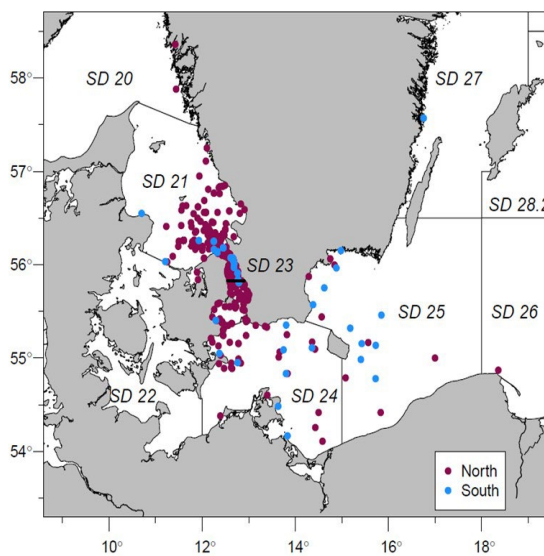 58°
57°
56°
55°
54°
SD 20
SD 27
SD 21
SD 28.2
SD 23
SD 25
SD 26
SD 24
SD 22
North
South
10°
12°
14°
16°
18°